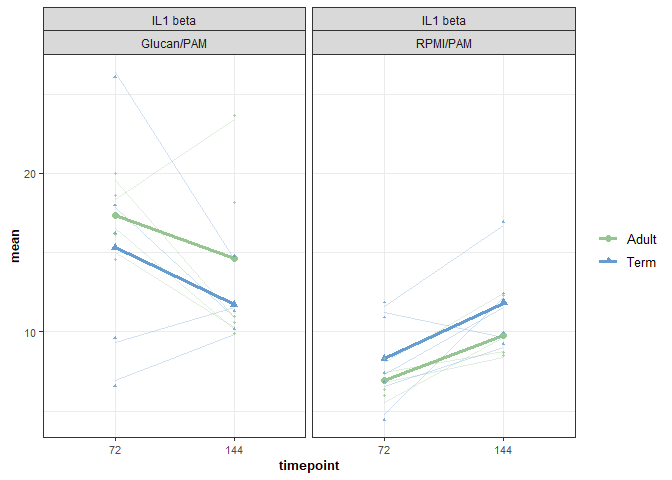 IL1 beta
IL1 beta
Glucan/PAM
RPMI/PAM
20
10
mean
72
144
72
144
timepoint
Adult
Term